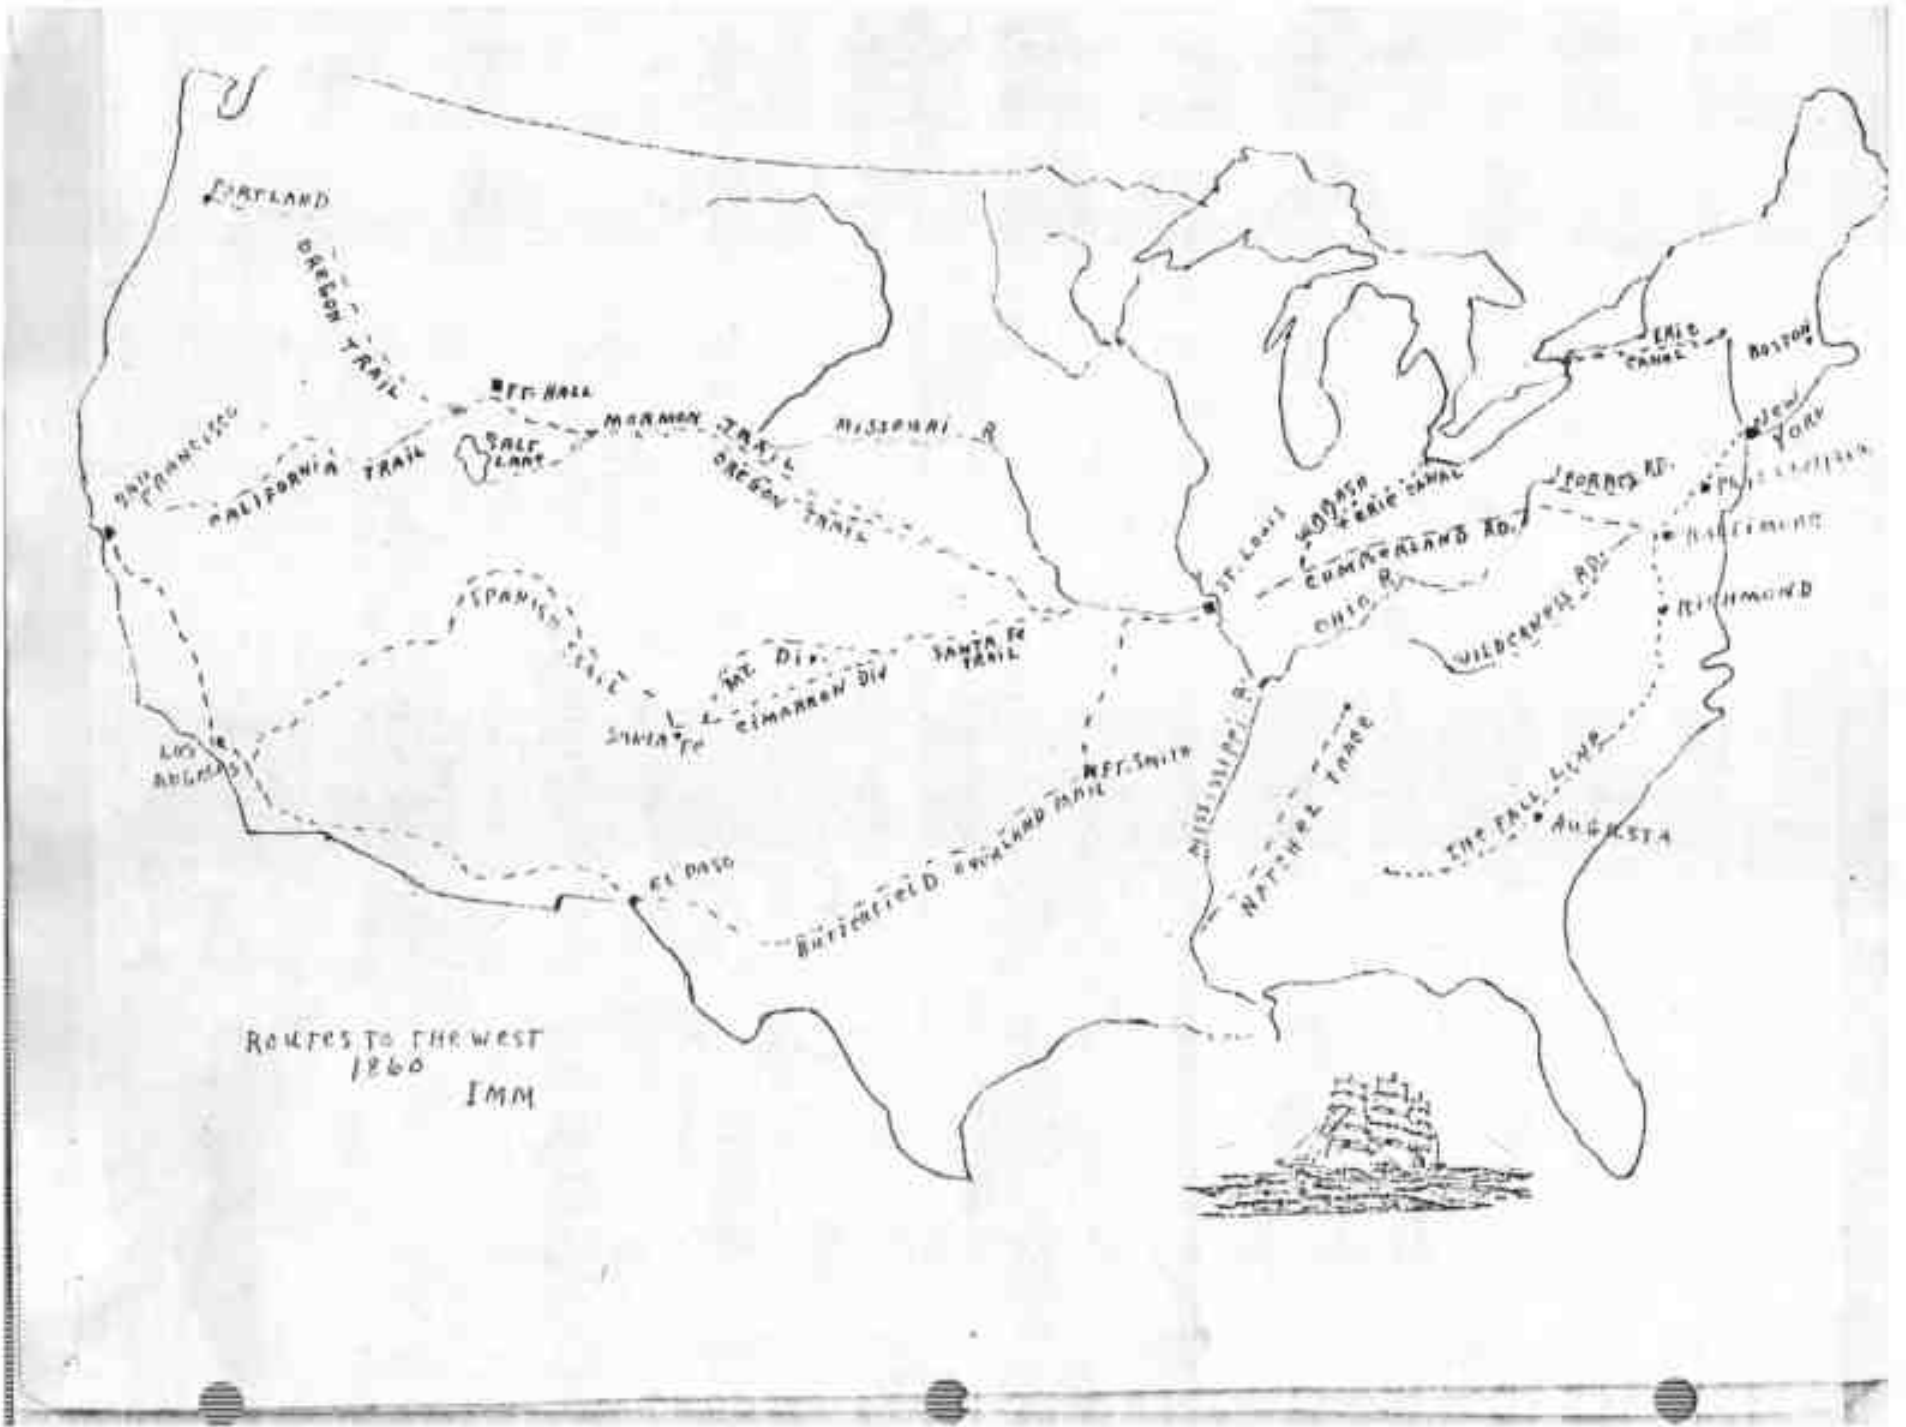 PORTLAND
OREGON TRAIL
FT. HALL
MORMON TRAIL
MISSOURI R
SALT
LAKE
SAN
FRANCISCO
CALIFORNIA TRAIL
OREGON TRAIL
ERIE
CANAL
BOSTON
NEW
YORK
FORBES RD.
WABASH
& ERIE CANAL
ST. LOUIS
CUMBERLAND RD.
BALTIMORE
OHIO R.
RICHMOND
WILDERNESS RD.
SPANISH TRAIL
MT. DIV.
SANTA FE
TRAIL
CIMARRON DIV
SANTA FE
LOS
MISSISSIPPI R
FT. SMITH
NATCHEZ TRACE
THE FALL LINE
AUGUSTA
EL PASO
BUTTERFIELD OVERLAND MAIL
ROUTES TO THE WEST
1860
IMM